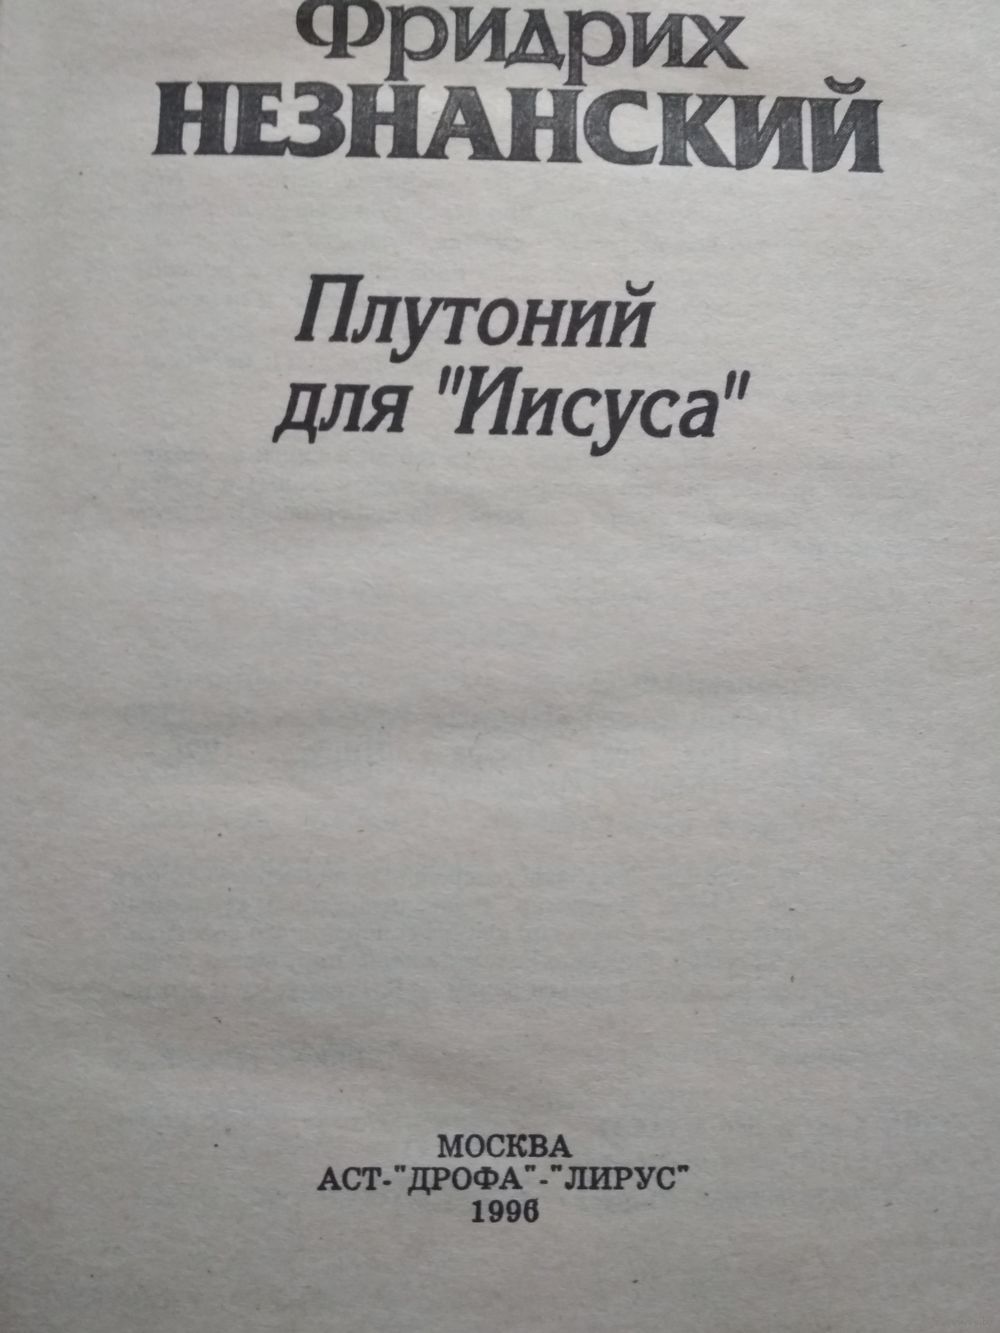 Фридрих
НЕЗНАНСКИЙ
Плутоний
для "Иисуса"
МОСКВА
АСТ-"ДРОФА"-"ЛИРУС"
1996